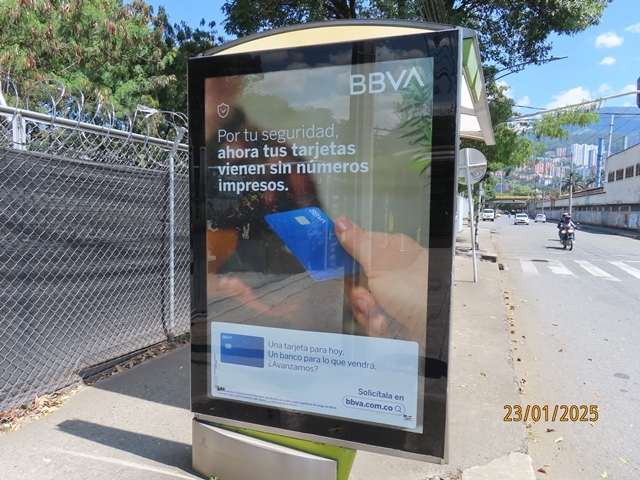 BBVA
Por tu seguridad,
ahora tus tarjetas
vienen sin números
impresos.
BBVA
Una tarjeta para hoy.
Un banco para lo que vendrá.
¿Avanzamos?
Solicítala en
bbva.com.co
23/01/2025